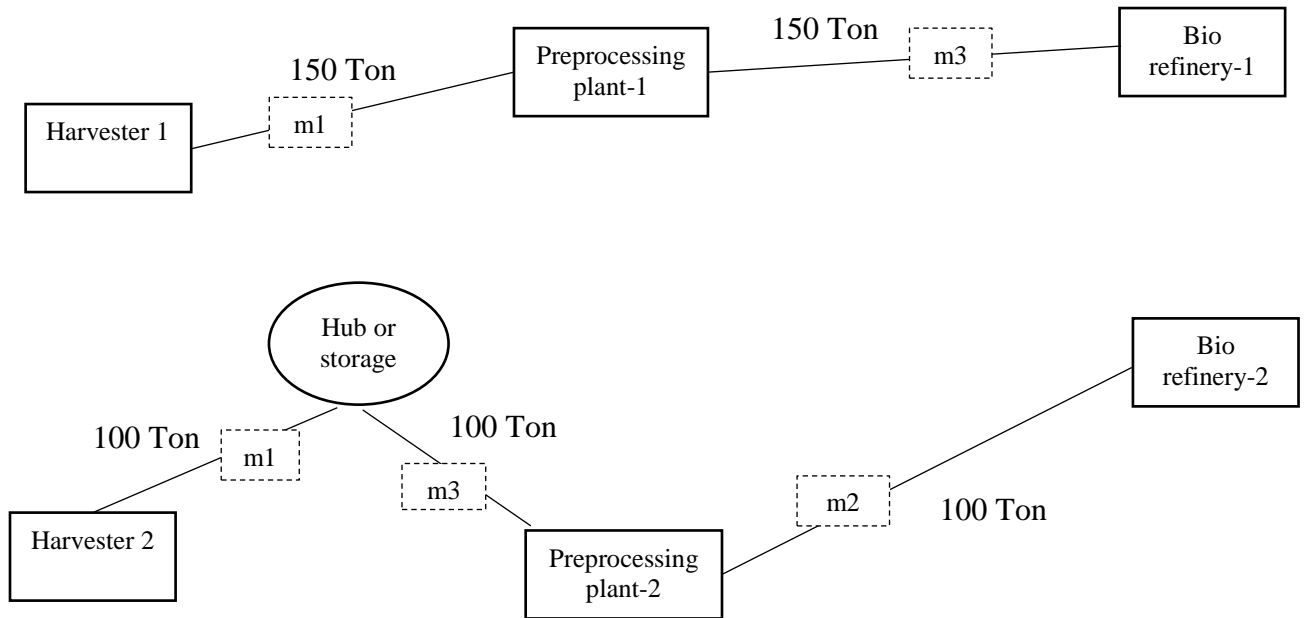 150 Ton
Preprocessing
plant-1
150 Ton
m3
Bio
refinery-1
Harvester 1
m1
Hub or
storage
Bio
refinery-2
100 Ton
m1
100 Ton
m3
m2
100 Ton
Harvester 2
Preprocessing
plant-2